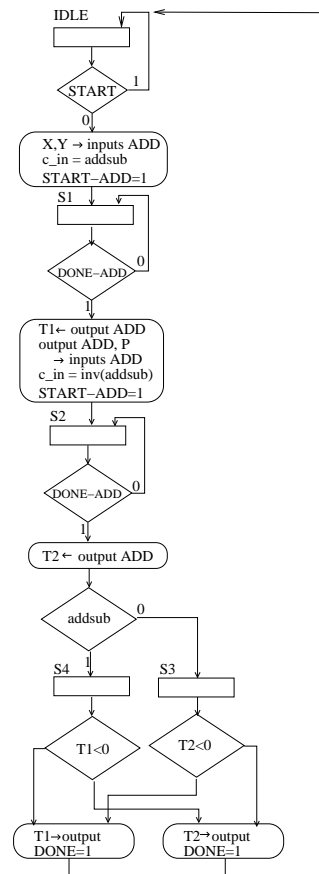 IDLE
START
1
0
X,Y → inputs ADD
c_in = addsub
START−ADD=1
S1
DONE−ADD
0
1
T1← output ADD
output ADD, P
→ inputs ADD
c_in = inv(addsub)
START−ADD=1
S2
DONE−ADD
0
1
T2 ← output ADD
addsub
0
1
S4
S3
T1<0
T2<0
T1→output
DONE=1
T2→output
DONE=1